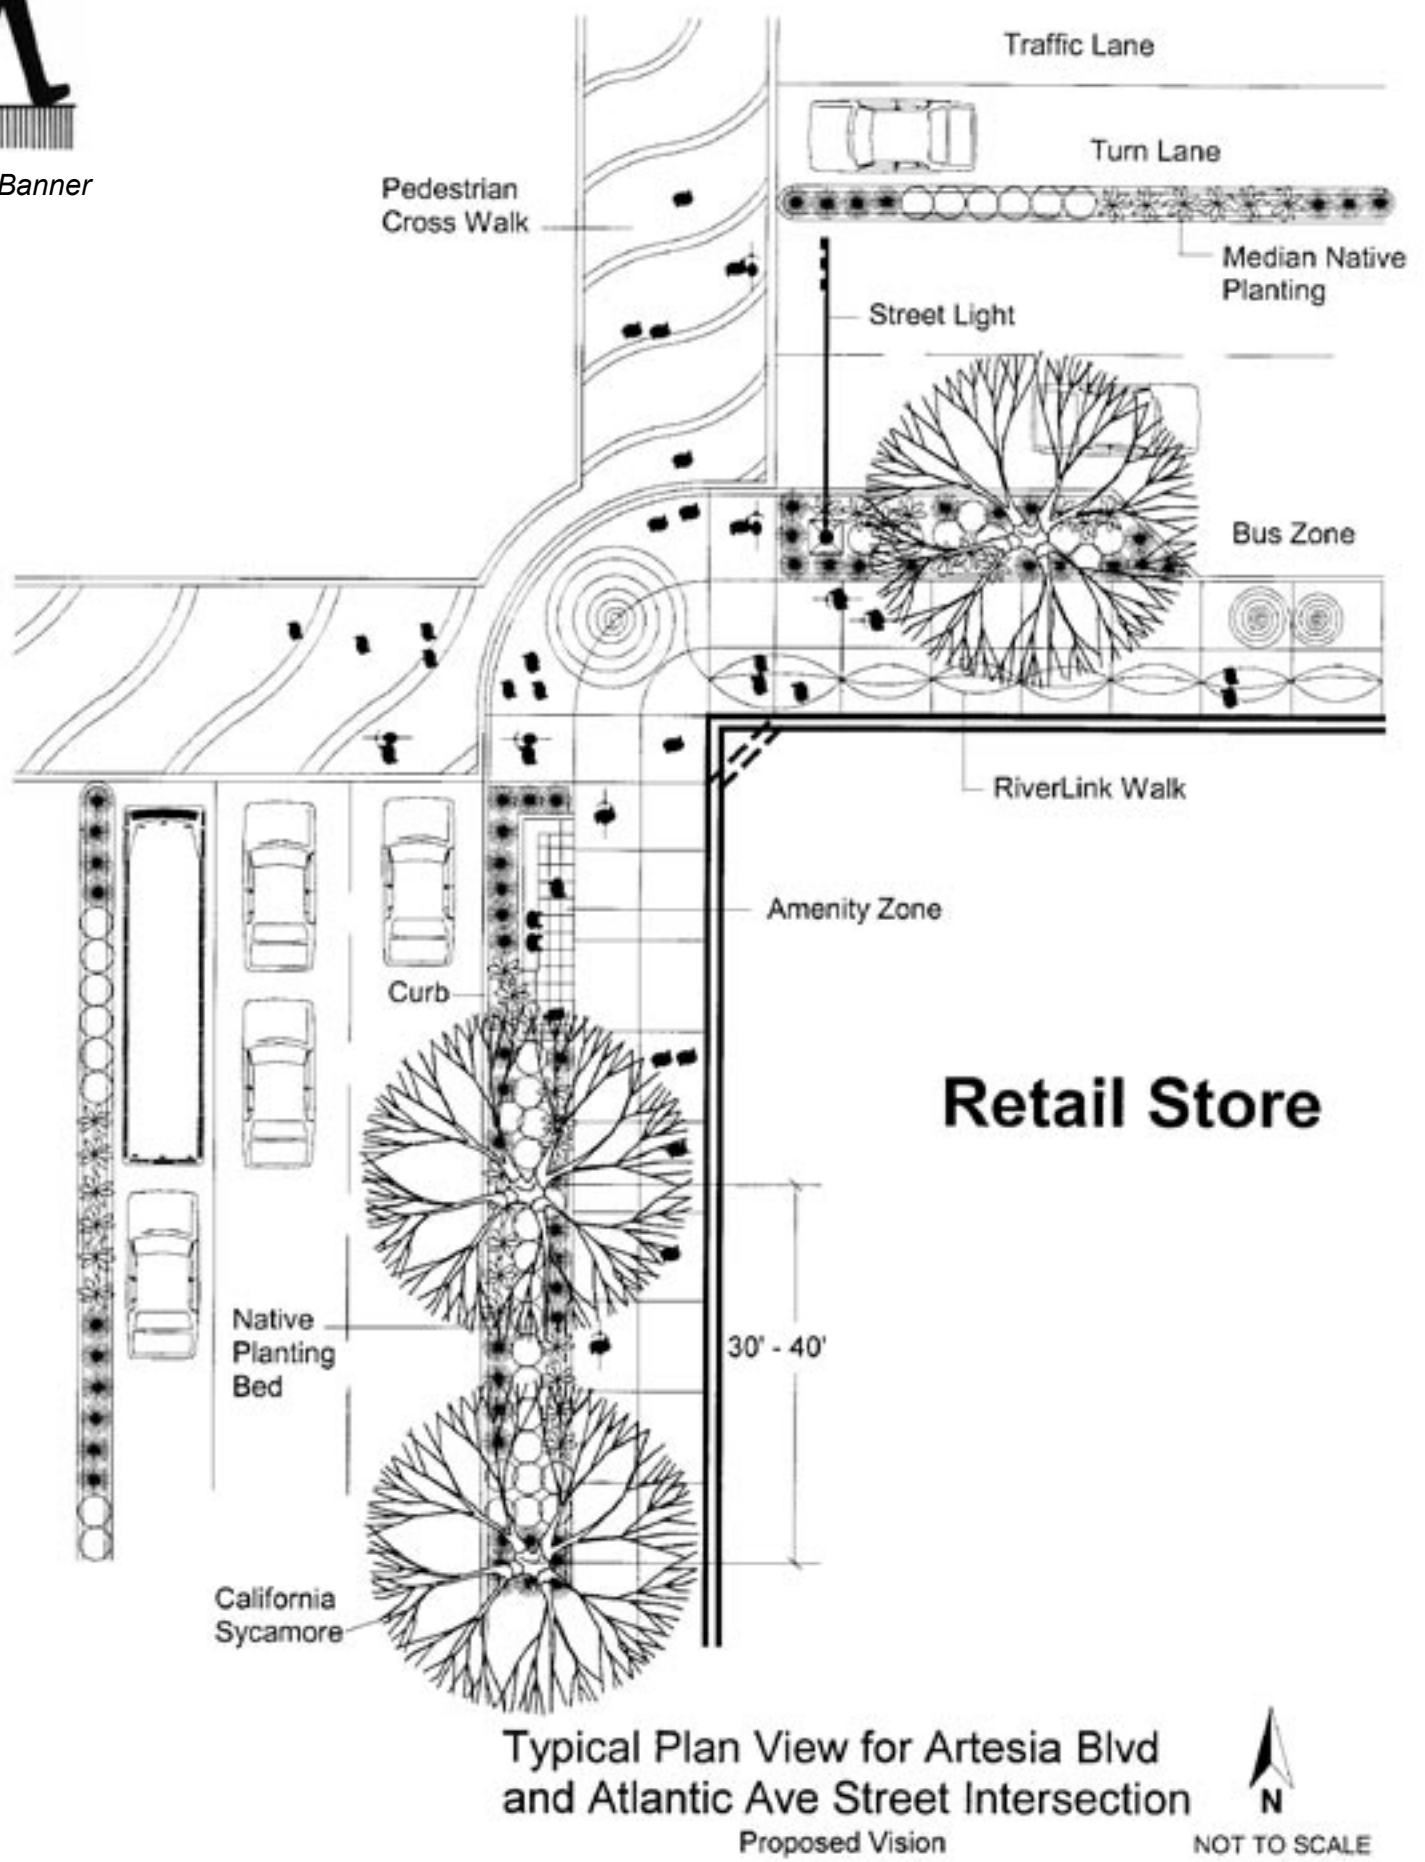 Traffic Lane
Turn Lane
Banner
Pedestrian
Cross Walk
Median Native
Planting
Street Light
Bus Zone
RiverLink Walk
Amenity Zone
Curb
Retail Store
Native
Planting
Bed
30' - 40'
California
Sycamore
Typical Plan View for Artesia Blvd
and Atlantic Ave Street Intersection
Proposed Vision
N
NOT TO SCALE